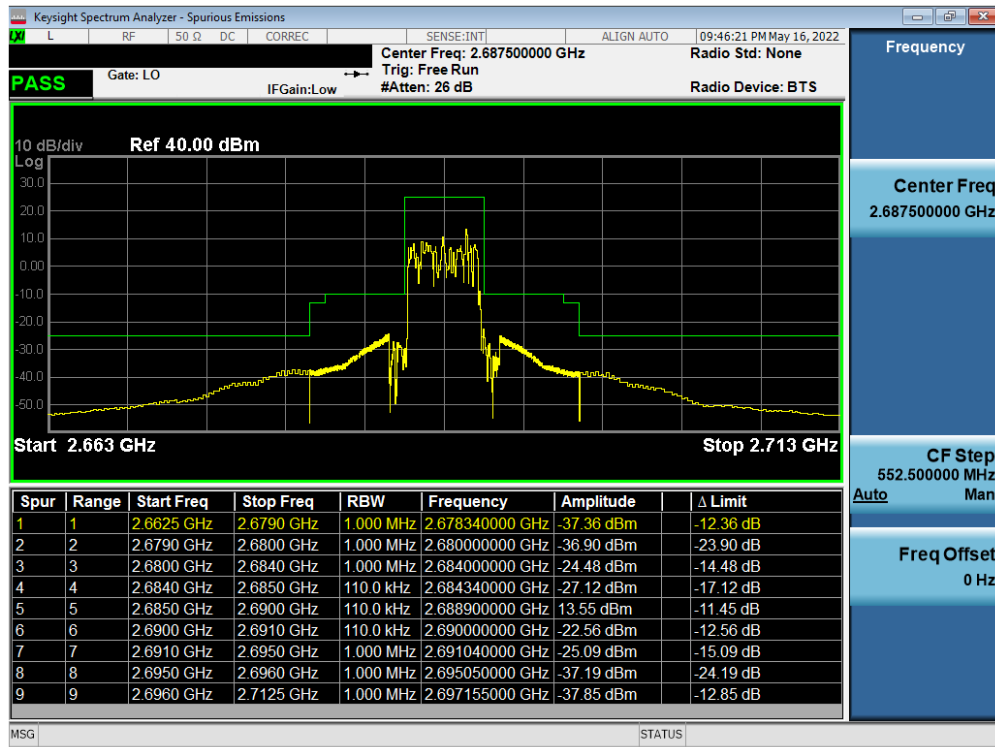 Keysight Spectrum Analyzer - Spurious Emissions
LXI L RF 50 Ω DC CORREC SENSE:INT ALIGN AUTO 09:46:21 PM May 16, 2022
Center Freq: 2.687500000 GHz Radio Std: None
PASS Gate: LO Trig: Free Run
IFGain:Low #Atten: 26 dB Radio Device: BTS
10 dB/div Ref 40.00 dBm
Log
30.0
20.0
10.0
0.00
-10.0
-20.0
-30.0
-40.0
-50.0
Start 2.663 GHz Stop 2.713 GHz
Spur Range Start Freq Stop Freq RBW Frequency Amplitude Δ Limit
1 1 2.6625 GHz 2.6790 GHz 1.000 MHz 2.678340000 GHz -37.36 dBm -12.36 dB
2 2 2.6790 GHz 2.6800 GHz 1.000 MHz 2.680000000 GHz -36.90 dBm -23.90 dB
3 3 2.6800 GHz 2.6840 GHz 1.000 MHz 2.684000000 GHz -24.48 dBm -14.48 dB
4 4 2.6840 GHz 2.6850 GHz 110.0 kHz 2.684340000 GHz -27.12 dBm -17.12 dB
5 5 2.6850 GHz 2.6900 GHz 110.0 kHz 2.688900000 GHz 13.55 dBm -11.45 dB
6 6 2.6900 GHz 2.6910 GHz 110.0 kHz 2.690000000 GHz -22.56 dBm -12.56 dB
7 7 2.6910 GHz 2.6950 GHz 1.000 MHz 2.691040000 GHz -25.09 dBm -15.09 dB
8 8 2.6950 GHz 2.6960 GHz 1.000 MHz 2.695050000 GHz -37.19 dBm -24.19 dB
9 9 2.6960 GHz 2.7125 GHz 1.000 MHz 2.697155000 GHz -37.85 dBm -12.85 dB
MSG STATUS
Frequency
Center Freq
2.687500000 GHz
CF Step
552.500000 MHz
Auto Man
Freq Offset
0 Hz